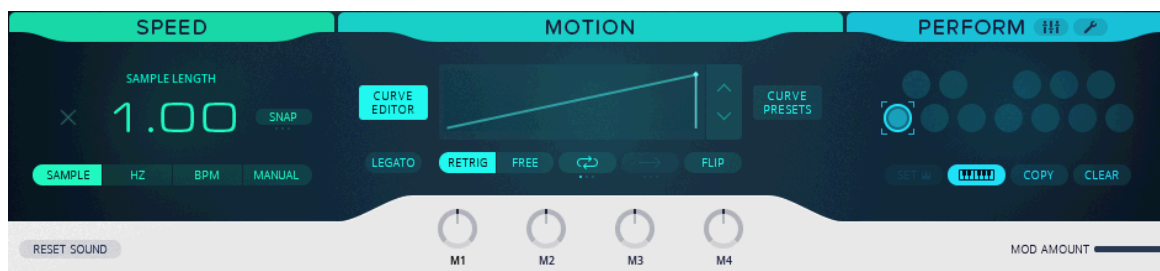 SPEED
MOTION
PERFORM
SAMPLE LENGTH
1.00
SNAP
SAMPLE
HZ
BPM
MANUAL
CURVE
EDITOR
CURVE
PRESETS
LEGATO
RETRIG
FREE
FLIP
SET
COPY
CLEAR
RESET SOUND
M1
M2
M3
M4
MOD AMOUNT